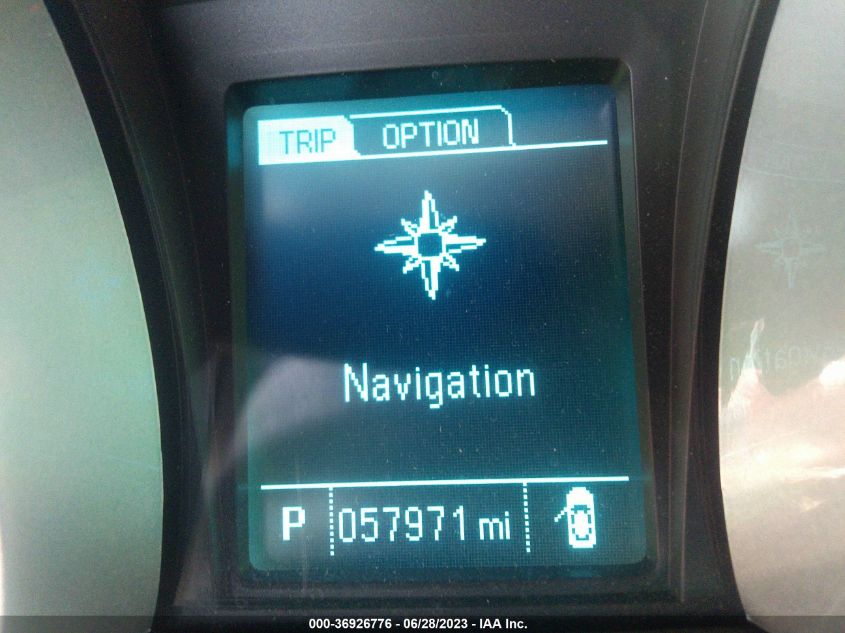 TRIP OPTION
Navigation
P 057971 mi
000-36926776 - 06/28/2023 - IAA Inc.